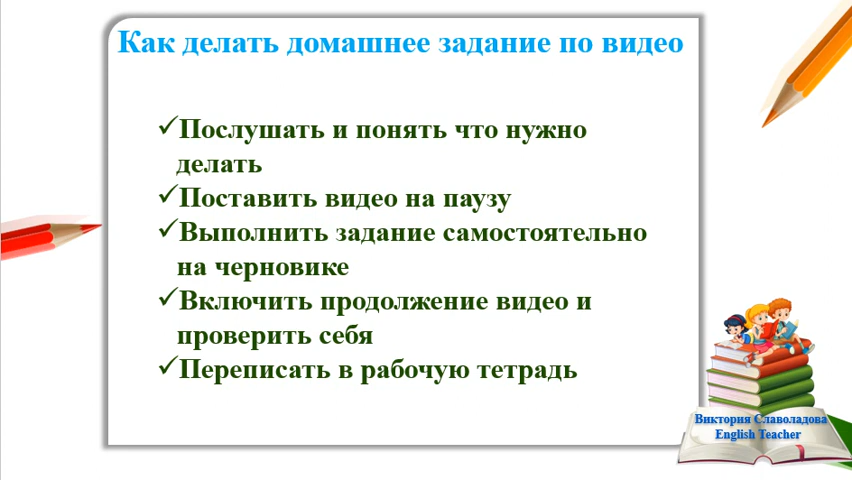 Как делать домашнее задание по видео
✓Послушать и понять что нужно
делать
✓Поставить видео на паузу
✓Выполнить задание самостоятельно
на черновике
✓Включить продолжение видео и
проверить себя
✓Переписать в рабочую тетрадь
Виктория Славоладова
English Teacher